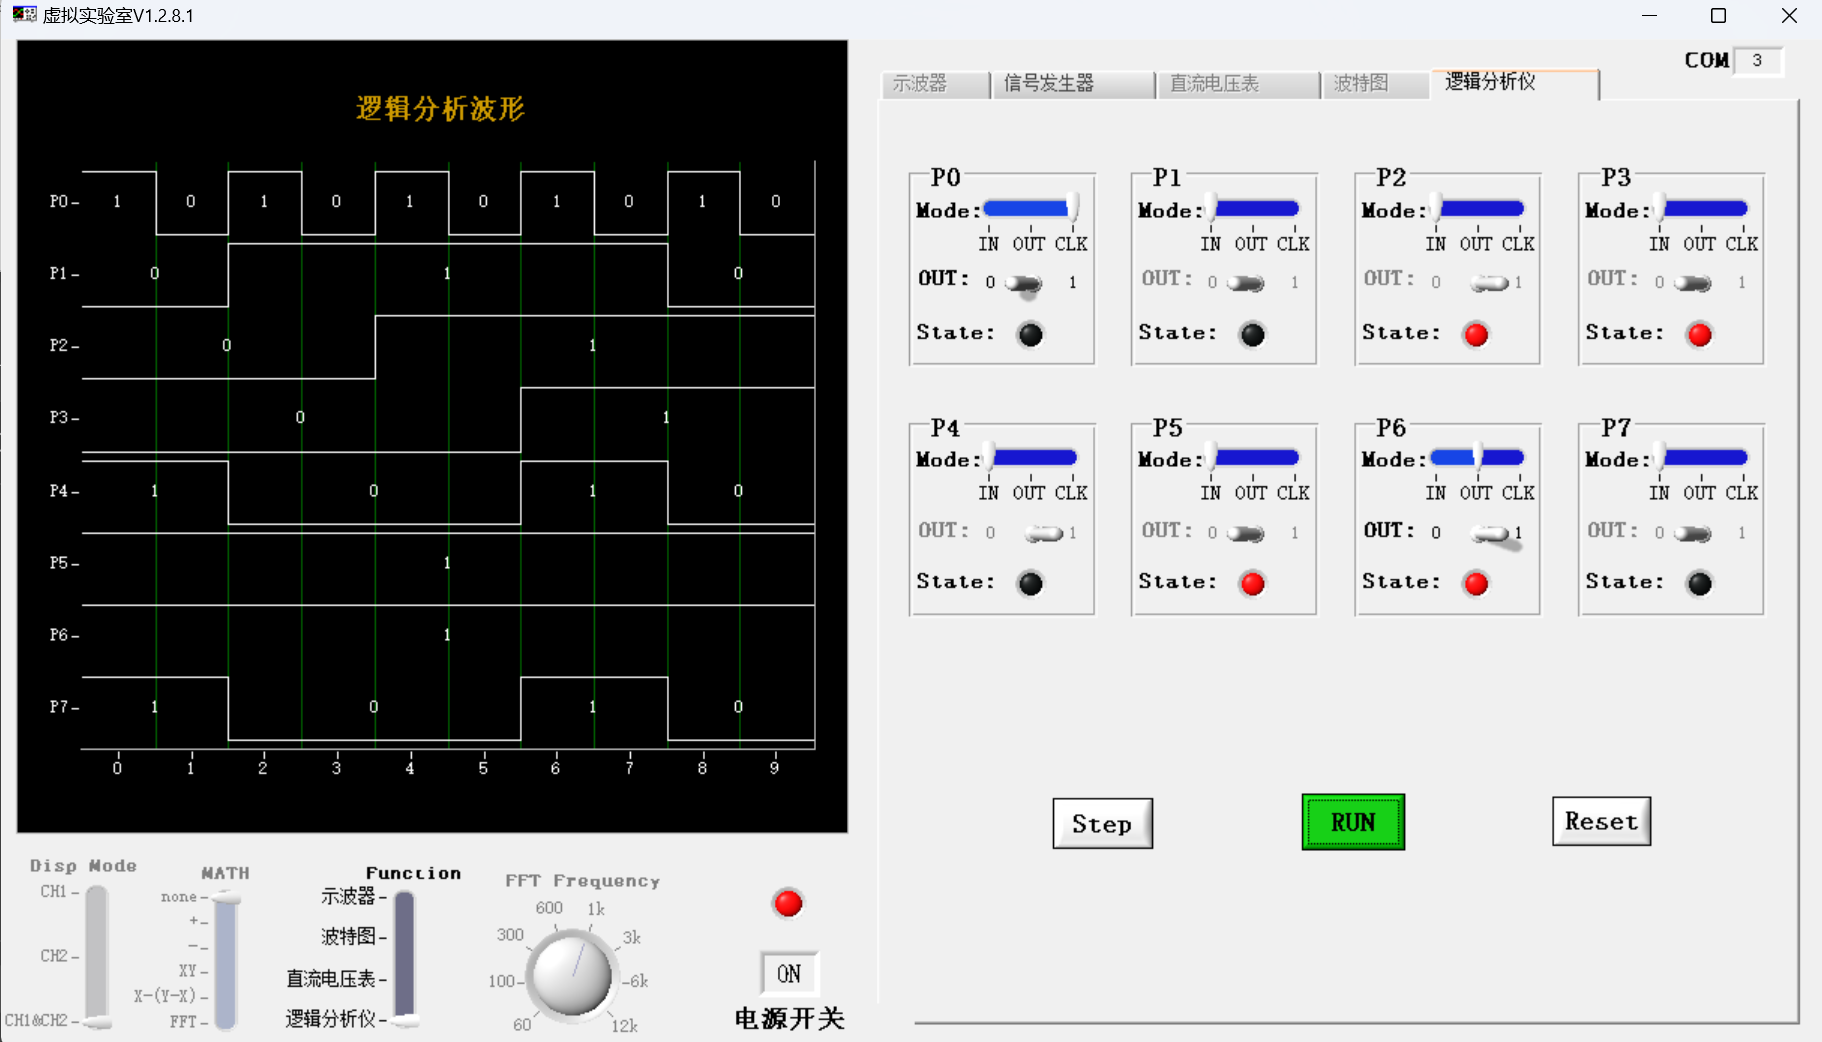 虚拟实验室V1.2.8.1
COM 3
示波器 信号发生器 直流电压表 波特图 逻辑分析仪
逻辑分析波形
P0 1 0 1 0 1 0 1 0 1 0
P1 0 1 0
P2 0 1
P3 0 1
P4 1 0 1 0
P5 1
P6 1
P7 1 0 1 0
0 1 2 3 4 5 6 7 8 9
P0
Mode:
IN OUT CLK
OUT: 0 1
State:
P1
Mode:
IN OUT CLK
OUT: 0 1
State:
P2
Mode:
IN OUT CLK
OUT: 0 1
State:
P3
Mode:
IN OUT CLK
OUT: 0 1
State:
P4
Mode:
IN OUT CLK
OUT: 0 1
State:
P5
Mode:
IN OUT CLK
OUT: 0 1
State:
P6
Mode:
IN OUT CLK
OUT: 0 1
State:
P7
Mode:
IN OUT CLK
OUT: 0 1
State:
Step RUN Reset
Disp Mode
CH1
CH2
CH1&CH2
MATH
none
+
-
XY
X-(Y-X)
FFT
Function
示波器
波特图
直流电压表
逻辑分析仪
FFT Frequency
60 100 300 600 1k 3k 6k 12k
ON
电源开关